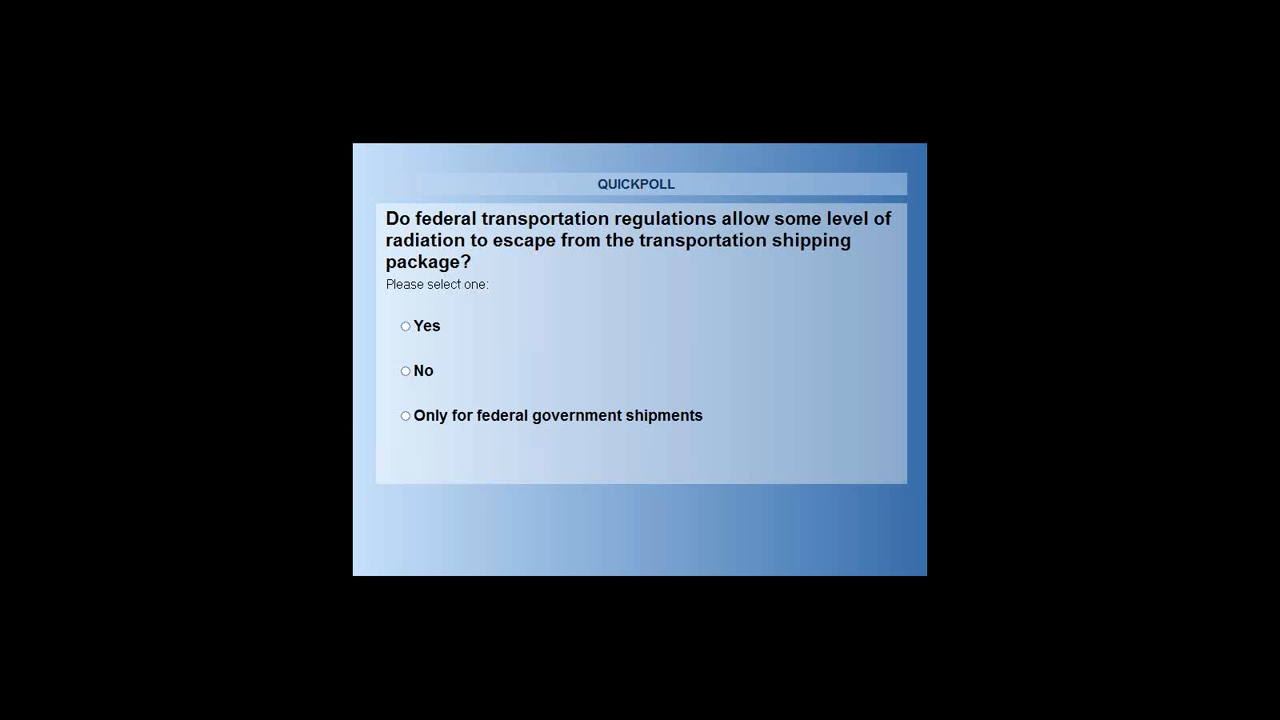 QUICKPOLL
Do federal transportation regulations allow some level of
radiation to escape from the transportation shipping
package?
Please select one:
Yes
No
Only for federal government shipments